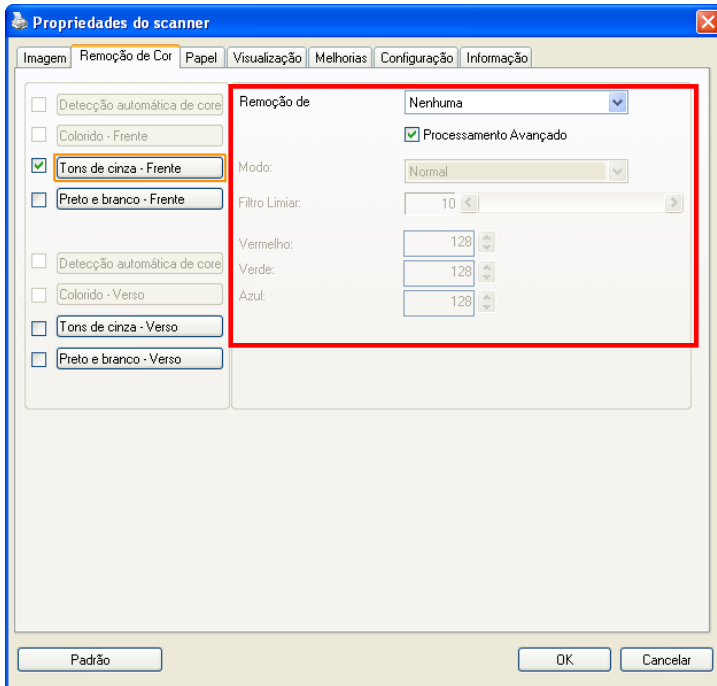 Propriedades do scanner
Imagem Remoção de Cor Papel Visualização Melhorias Configuração Informação
Detecção automática de core
Colorido - Frente
Tons de cinza - Frente
Preto e branco - Frente
Detecção automática de core
Colorido - Verso
Tons de cinza - Verso
Preto e branco - Verso
Remoção de Nenhuma
Processamento Avançado
Modo: Normal
Filtro Limiar: 10
Vermelho: 128
Verde: 128
Azul: 128
Padrão OK Cancelar